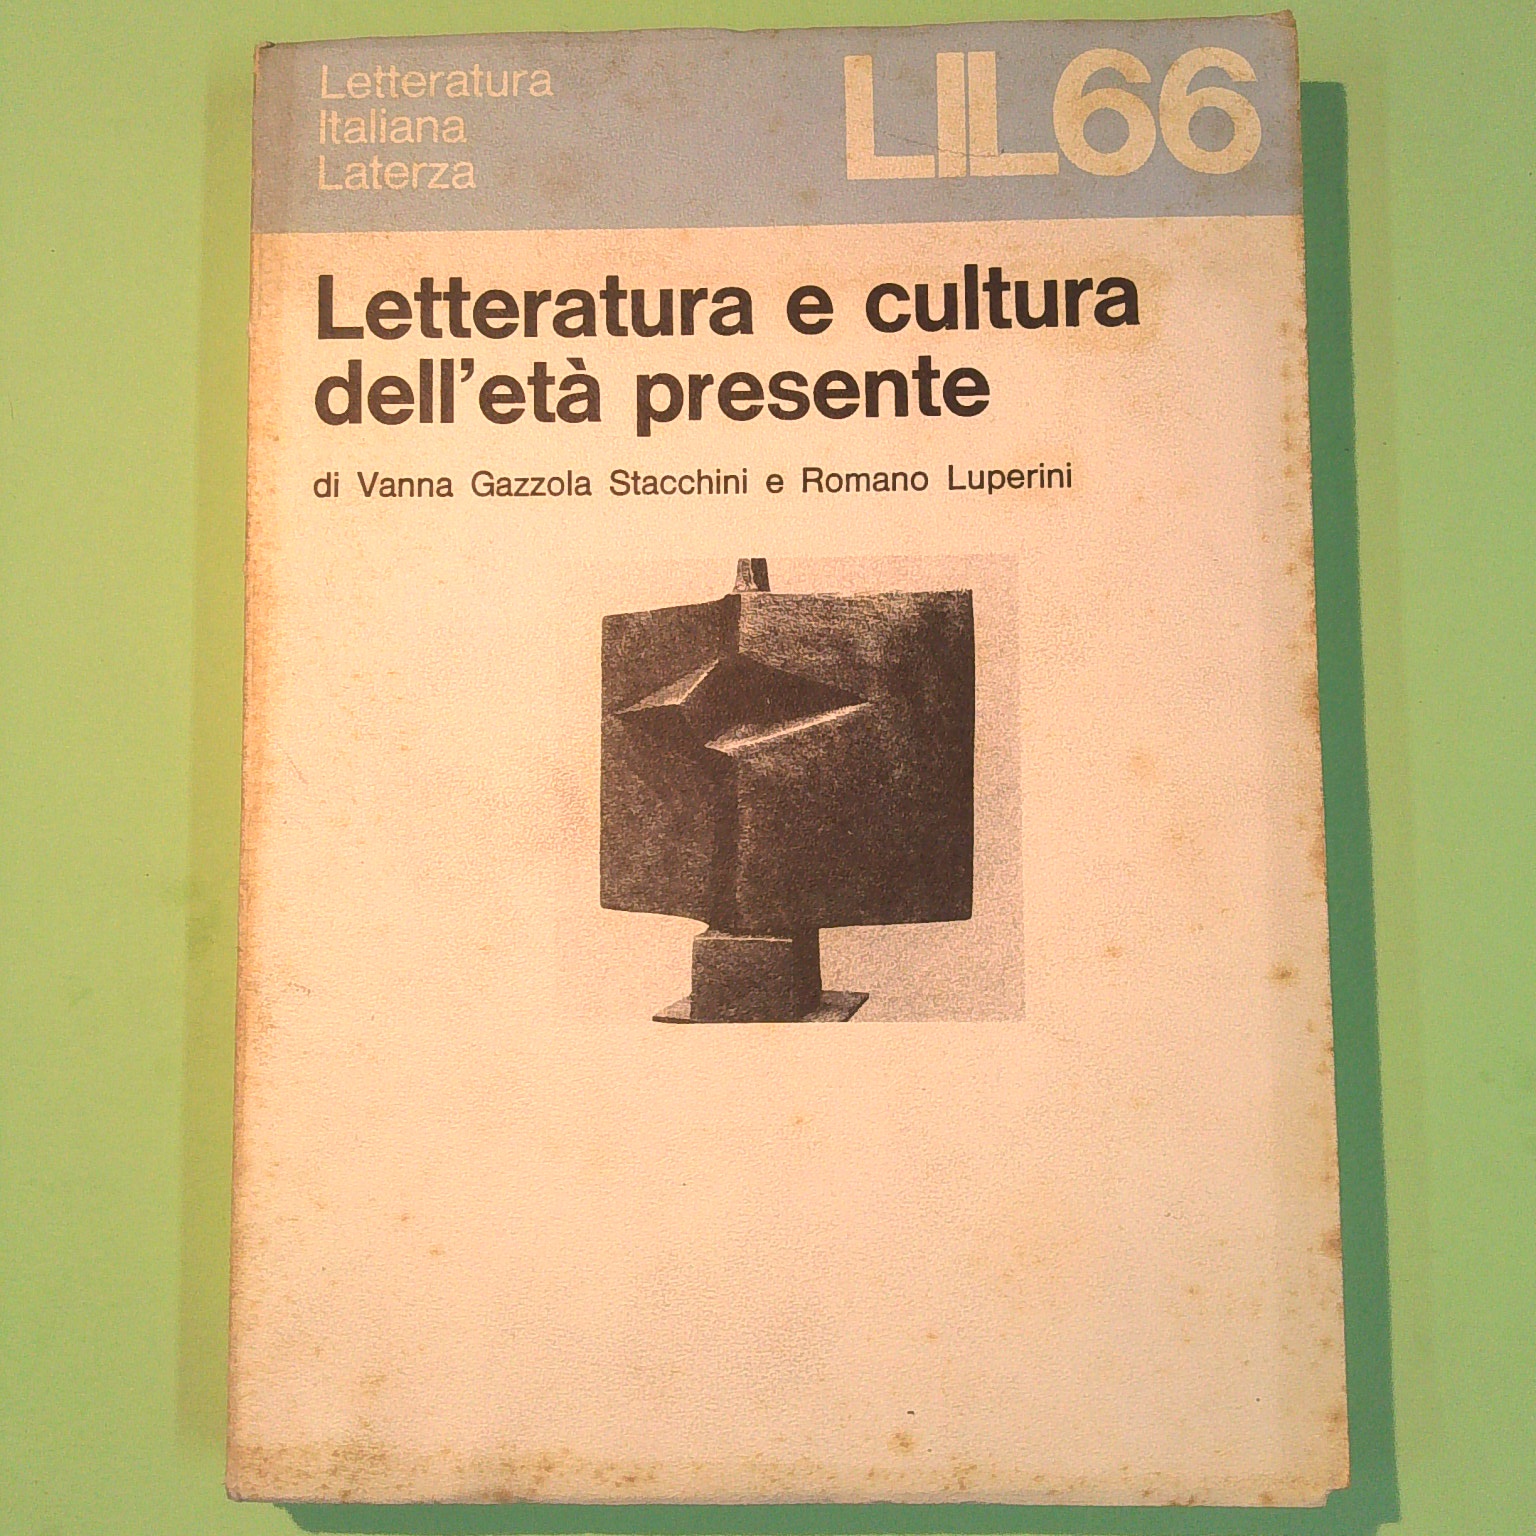 Letteratura
Italiana
Laterza
LIL66
Letteratura e cultura
dell'età presente
di Vanna Gazzola Stacchini e Romano Luperini